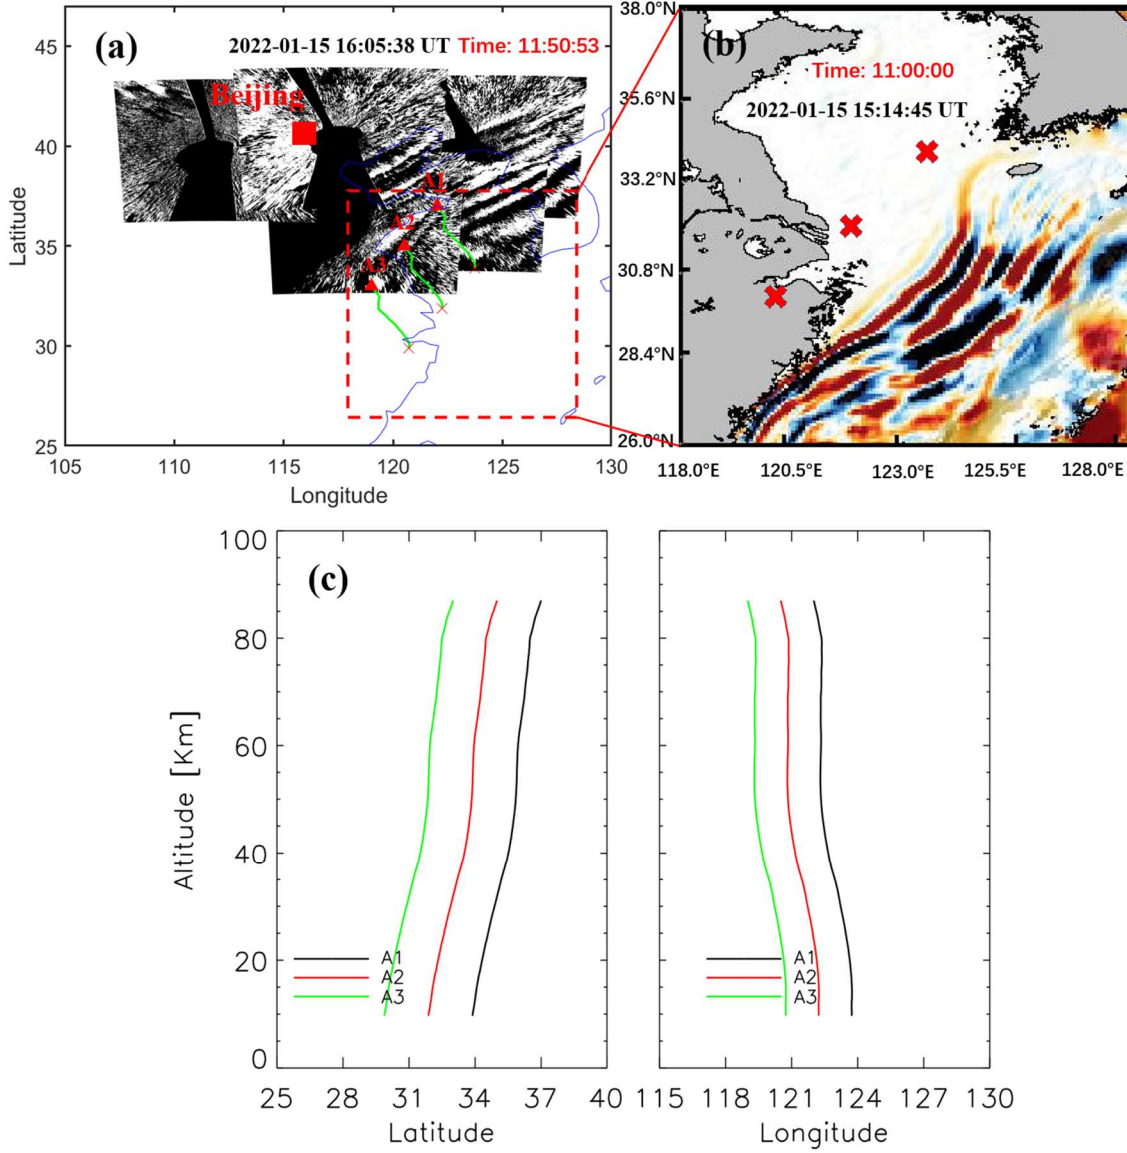 (a)
2022-01-15 16:05:38 UT Time: 11:50:53
Beijing
A1
A2
A3
45
40
35
30
25
Latitude
105 110 115 120 125 130
Longitude
(b)
Time: 11:00:00
2022-01-15 15:14:45 UT
38.0°N
35.6°N
33.2°N
30.8°N
28.4°N
26.0°N
118.0°E 120.5°E 123.0°E 125.5°E 128.0°E
(c)
100
80
60
40
20
0
Altitude [Km]
A1
A2
A3
25 28 31 34 37 40
Latitude
A1
A2
A3
115 118 121 124 127 130
Longitude